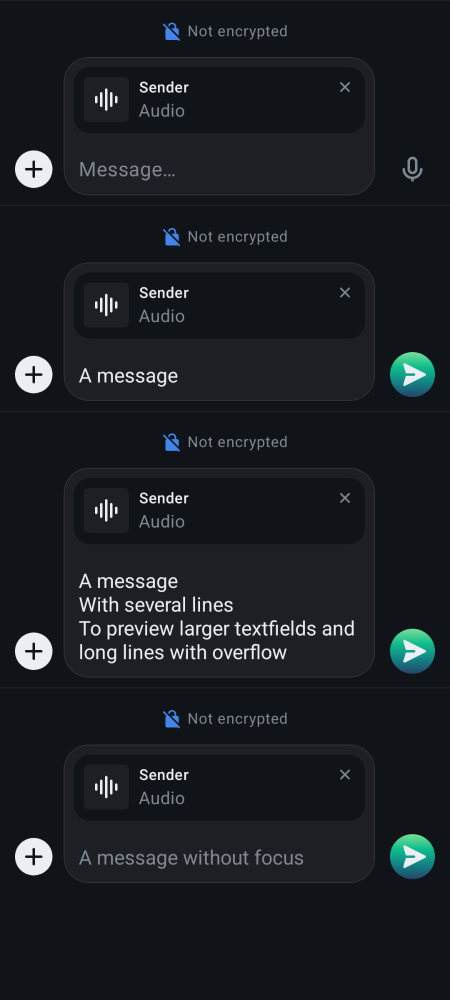 Not encrypted
Sender
Audio
Message…
Not encrypted
Sender
Audio
A message
Not encrypted
Sender
Audio
A message
With several lines
To preview larger textfields and
long lines with overflow
Not encrypted
Sender
Audio
A message without focus